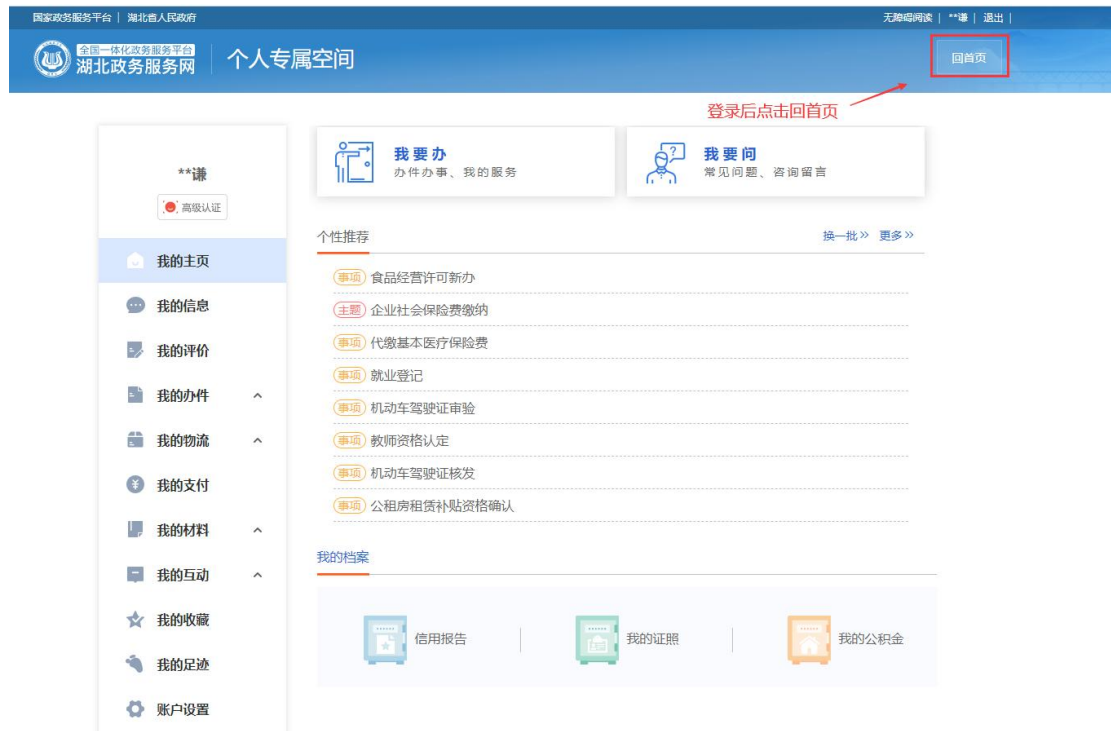 国家政务服务平台 | 湖北省人民政府
无障碍阅读 | **谦 | 退出 |
全国一体化政务服务平台
湖北政务服务网
个人专属空间
回首页
登录后点击回首页
**谦
高级认证
我的主页
我的信息
我的评价
我的办件
我的物流
我的支付
我的材料
我的互动
我的收藏
我的足迹
账户设置
我要办
办件办事、我的服务
我要问
常见问题、咨询留言
个性推荐
换一批» 更多»
事项 食品经营许可新办
主题 企业社会保险费缴纳
事项 代缴基本医疗保险费
事项 就业登记
事项 机动车驾驶证审验
事项 教师资格认定
事项 机动车驾驶证核发
事项 公租房租赁补贴资格确认
我的档案
信用报告
我的证照
我的公积金